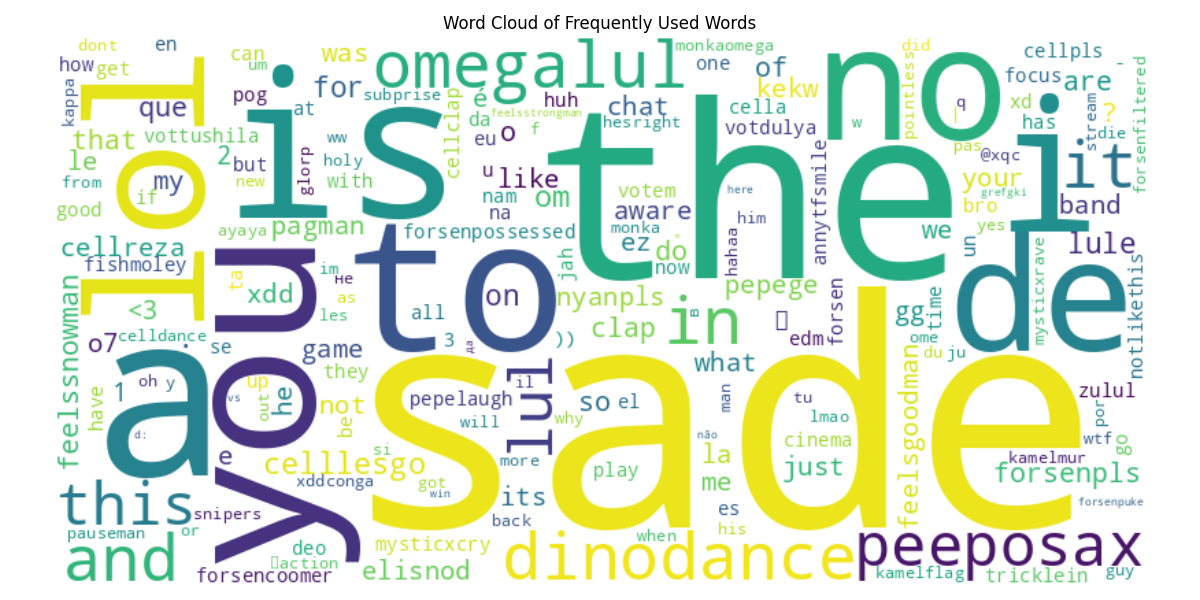 Word Cloud of Frequently Used Words
dont
en
how
get
kappa
lol
can
um
was
omegalul
monkaomega
one
of
kekw
no
did
cellpls
-
focus
are
que
pog
is
at
for
subprise
é
feelsstrongman
huh
chat
cella
pointless
q
|
xd
i
?
that
vottushila
2
but
glorp
ww
cellclap
da
eu
o
f
hesright
votdulya
w
has
stream
die
lit
forsenfiltered
le
from
my
if
new
holy
with
u
like
the
pas
@xqc
your
grefgki
good
nam
om
votem
here
annytfsmile
bro
yes
band
ayaya
pagman
na
aware
monka
him
we
cellreza
forsenpossessed
ez
do
"
hahaa
un
lule
fishmoley
you
to
jah
now
de
mysticxrave
notlikethis
feelssnowman
<3
ta
xdd
im
не
as
les
all
on
nyanpls
in
в
pepege
forsen
gg
time
o7
celldance
a
.
se
game
3
да
))
clap
edm
ome
du
ju
sade
they
lul
what
1
oh
y
vs
up
out
he
not
be
pepelaugh
il
so
el
man
tu
zulul
have
d:
will
why
lmao
feelsgoodman
por
wtf
go
e
celllesgo
si
more
não
la
cinema
kamelmur
xddconga
got
win
play
me
just
forsenpls
this
snipers
its
back
es
his
forsenpuke
pauseman
or
and
deo
action
mysticxcry
when
dinodance
peeposax
forsencoomer
elisnod
kamelflag
tricklein
guy